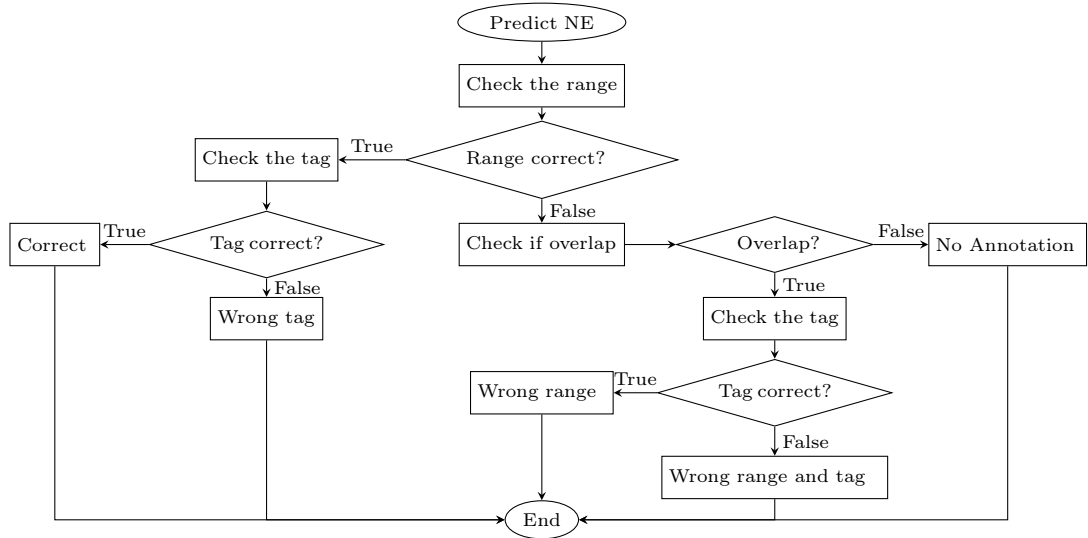 Predict NE
Check the range
Range correct?
True
Check the tag
False
Tag correct?
True
Correct
False
Wrong tag
Check if overlap
Overlap?
False
No Annotation
True
Check the tag
Tag correct?
True
Wrong range
False
Wrong range and tag
End